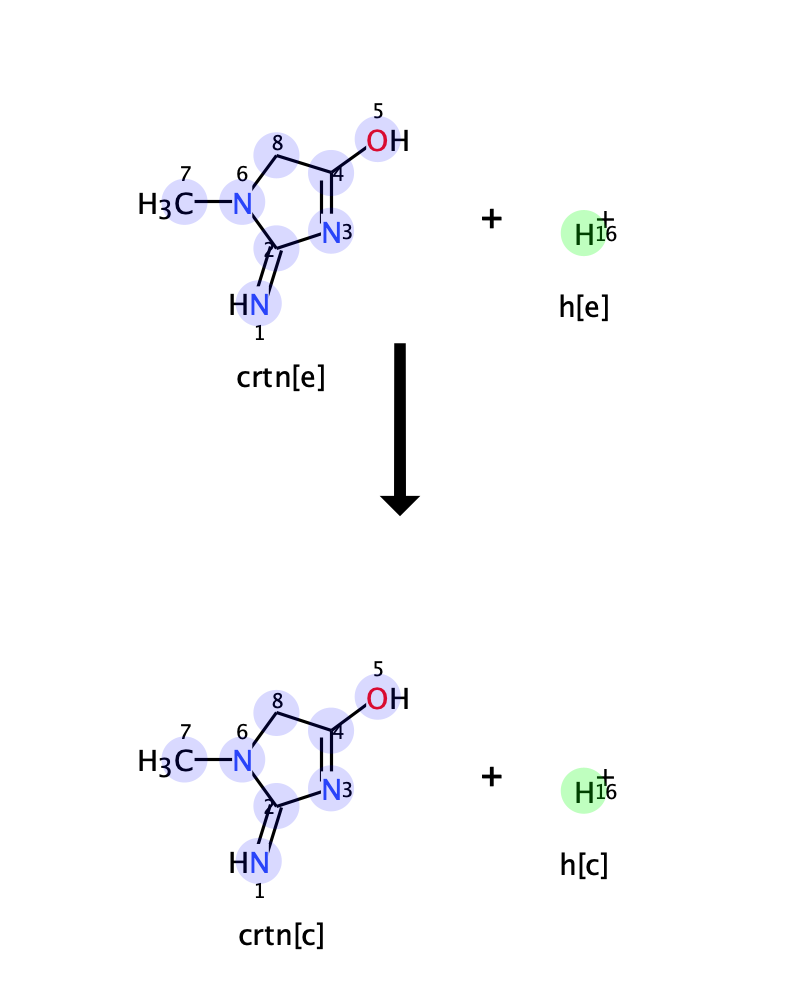 5
8
OH
7
6
4
H3C
N
N3
+
H+
16
2
HN
h[e]
1
crtn[e]
5
8
OH
7
6
4
H3C
N
N3
+
H+
16
2
HN
h[c]
1
crtn[c]